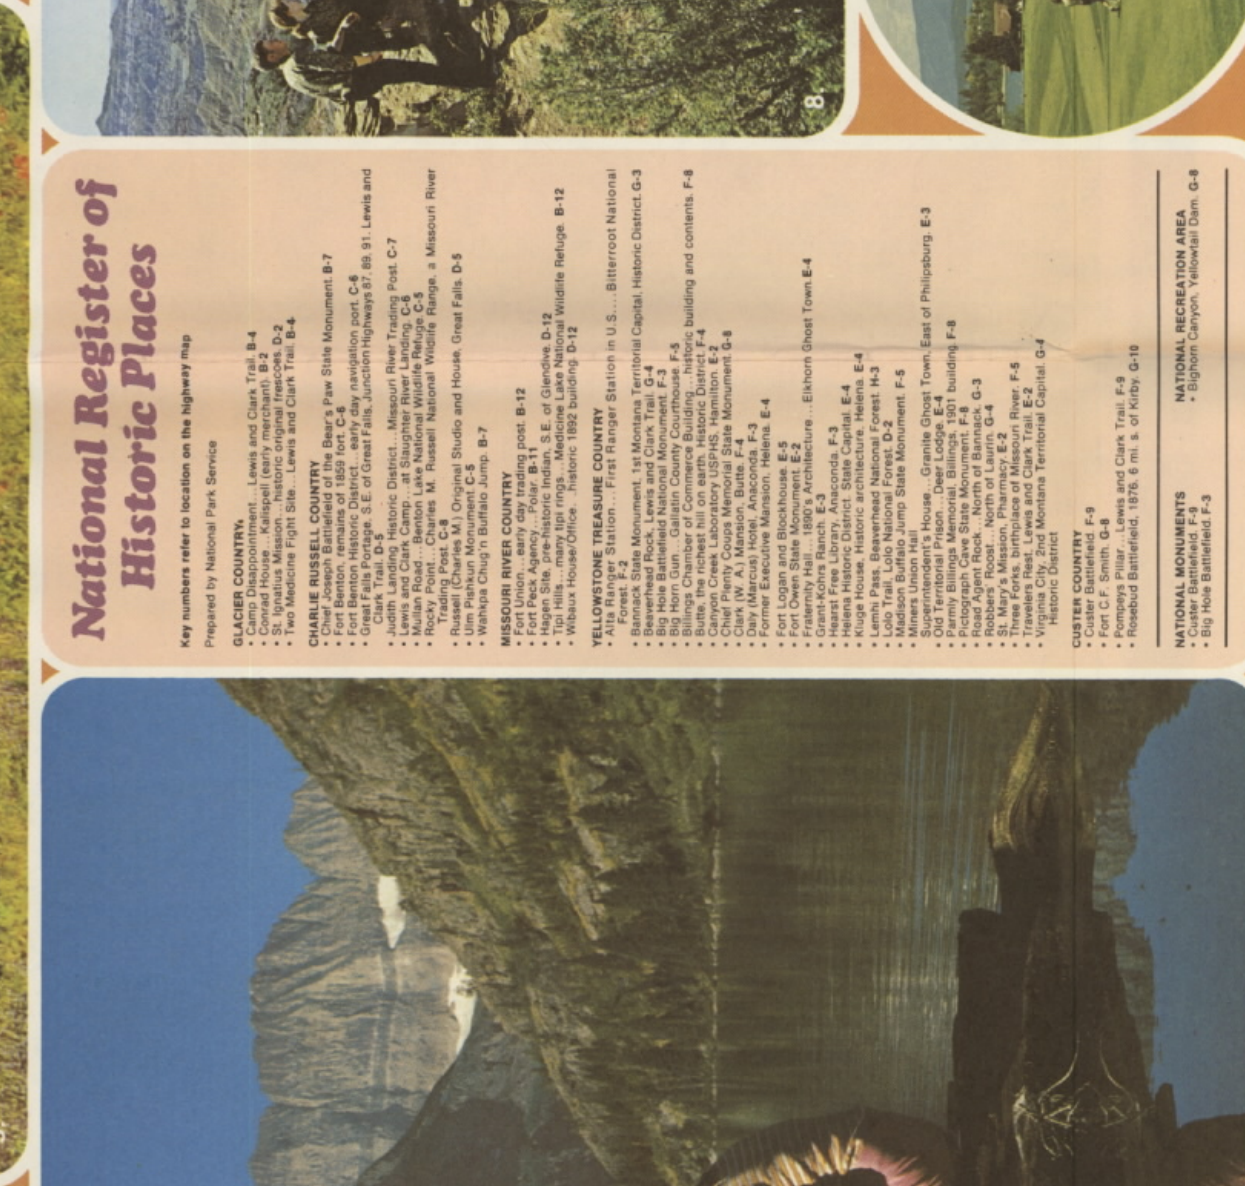 National Register of
Historic Places
Key numbers refer to location on the highway map
Prepared by National Park Service
GLACIER COUNTRY
• Camp Disappointment... Lewis and Clark Trail. B-4
• Conrad House... Kalispell (early merchant). B-2
• St. Ignatius Mission, historic original frescoes. D-2
• Two Medicine Fight Site... Lewis and Clark Trail. B-4
CHARLIE RUSSELL COUNTRY
• Chief Joseph Battlefield of the Bear's Paw State Monument. B-7
• Fort Benton, remains of 1859 fort. C-6
• Fort Benton Historic District... early day navigation port. C-6
• Great Falls Portage, S.E. of Great Falls, Junction Highways 87, 89, 91. Lewis and
Clark Trail. D-5
• Judith Landing Historic District... Missouri River Trading Post. C-7
• Lewis and Clark Camp... at Slaughter River Landing. C-6
• Mullan Road... Benton Lake National Wildlife Refuge. C-5
• Rocky Point... Charles M. Russell National Wildlife Range, a Missouri River
Trading Post. C-8
• Russell (Charles M.) Original Studio and House, Great Falls. D-5
• Ulm Pishkun Monument. C-5
• Wahkpa Chug'n Buffalo Jump. B-7
MISSOURI RIVER COUNTRY
• Fort Union... early day trading post. B-12
• Fort Peck Agency... Polar. B-11
• Hagen Site, pre-historic Indian, S.E. of Glendive. D-12
• Tipi Hills... many tipi rings... Medicine Lake National Wildlife Refuge. B-12
• Wibaux House/Office... historic 1892 building. D-12
YELLOWSTONE TREASURE COUNTRY
• Alta Ranger Station... First Ranger Station in U.S.... Bitterroot National
Forest. F-2
• Bannack State Monument, 1st Montana Territorial Capital, Historic District. G-3
• Beaverhead Rock, Lewis and Clark Trail. G-4
• Big Hole Battlefield National Monument. F-3
• Big Horn Gun... Gallatin County Courthouse. F-5
• Billings Chamber of Commerce Building... historic building and contents. F-8
• Butte, the richest hill on earth, Historic District. F-4
• Canyon Creek Laboratory USPHS, Hamilton. E-2
• Chief Plenty Coups Memorial State Monument. G-8
• Clark (W. A.) Mansion, Butte. F-4
• Daly (Marcus) Hotel, Anaconda. F-3
• Former Executive Mansion, Helena. E-4
• Fort Logan and Blockhouse. E-5
• Fort Owen State Monument. E-2
• Fraternity Hall... 1890's Architecture... Elkhorn Ghost Town. E-4
• Grant-Kohrs Ranch. E-3
• Hearst Free Library, Anaconda. F-3
• Helena Historic District, State Capital. E-4
• Kluge House, Historic architecture, Helena. E-4
• Lemhi Pass, Beaverhead National Forest. H-3
• Lolo Trail, Lolo National Forest. D-2
• Madison Buffalo Jump State Monument. F-5
• Miners Union Hall
• Superintendent's House... Granite Ghost Town, East of Philipsburg. E-3
• Old Territorial Prison... Deer Lodge. E-4
• Parmly Billings Memorial, Billings, 1901 building. F-8
• Pictograph Cave State Monument. F-8
• Road Agent Rock... North of Bannack. G-3
• Robbers' Roost... North of Laurin. G-4
• St. Mary's Mission, Pharmacy. E-2
• Three Forks, birthplace of Missouri River. F-5
• Travelers Rest, Lewis and Clark Trail. E-2
• Virginia City, 2nd Montana Territorial Capital. G-4
Historic District
CUSTER COUNTRY
• Custer Battlefield. F-9
• Fort C.F. Smith. G-8
• Pompeys Pillar... Lewis and Clark Trail. F-9
• Rosebud Battlefield, 1876. 6 mi. s. of Kirby. G-10
NATIONAL MONUMENTS
• Custer Battlefield. F-9
• Big Hole Battlefield. F-3
NATIONAL RECREATION AREA
• Bighorn Canyon, Yellowtail Dam. G-8
8.